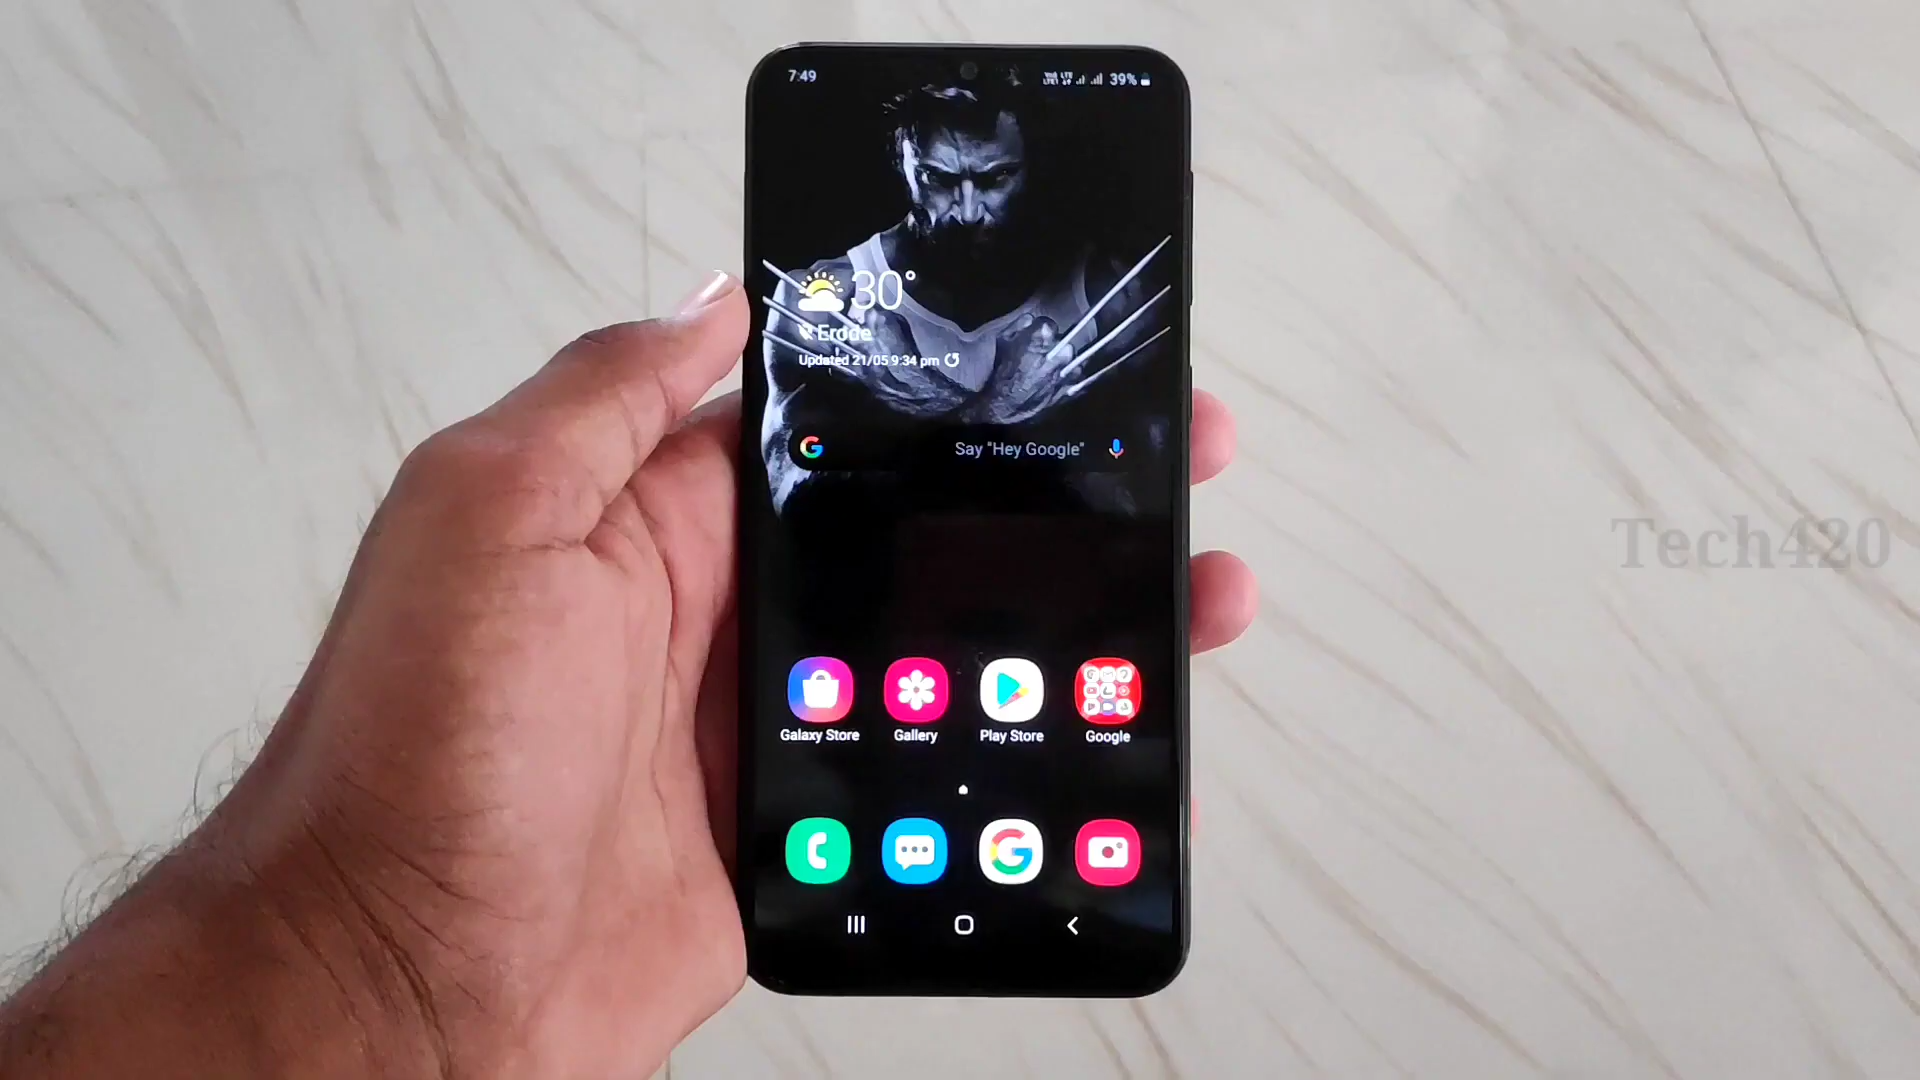 7:49
39%
30°
Erode
Updated 21/05 9:34 pm
Say "Hey Google"
Tech420
Galaxy Store
Gallery
Play Store
Google